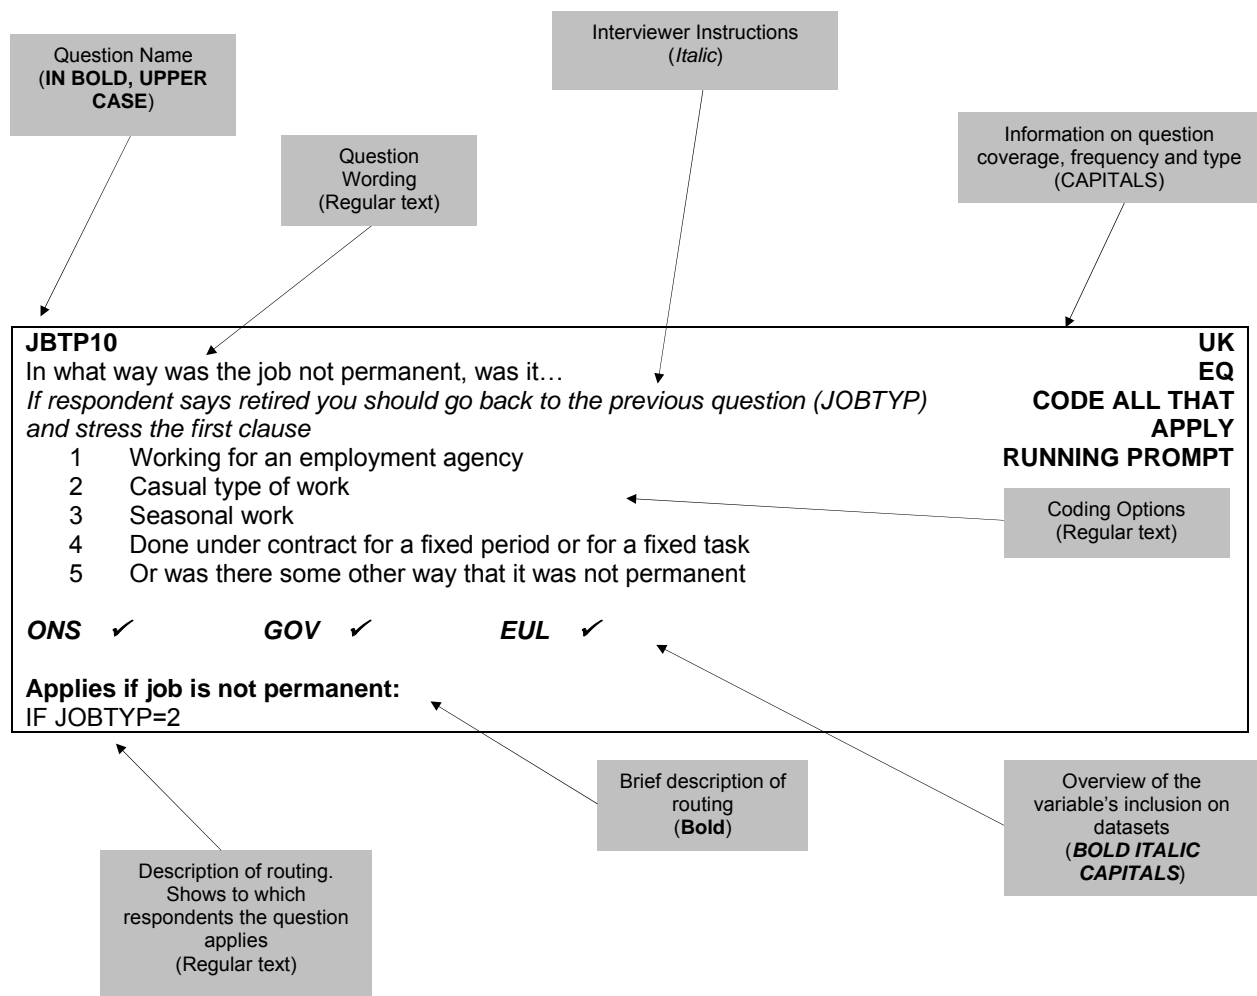 Interviewer Instructions
(Italic)
Question Name
(IN BOLD, UPPER
CASE)
Question
Wording
(Regular text)
Information on question
coverage, frequency and type
(CAPITALS)
JBTP10
UK
In what way was the job not permanent, was it…
EQ
If respondent says retired you should go back to the previous question (JOBTYP)
CODE ALL THAT
and stress the first clause
APPLY
1 Working for an employment agency
RUNNING PROMPT
2 Casual type of work
3 Seasonal work
4 Done under contract for a fixed period or for a fixed task
5 Or was there some other way that it was not permanent
Coding Options
(Regular text)
ONS ✓ GOV ✓ EUL ✓
Applies if job is not permanent:
IF JOBTYP=2
Brief description of
routing
(Bold)
Overview of the
variable’s inclusion on
datasets
(BOLD ITALIC
CAPITALS)
Description of routing.
Shows to which
respondents the question
applies
(Regular text)